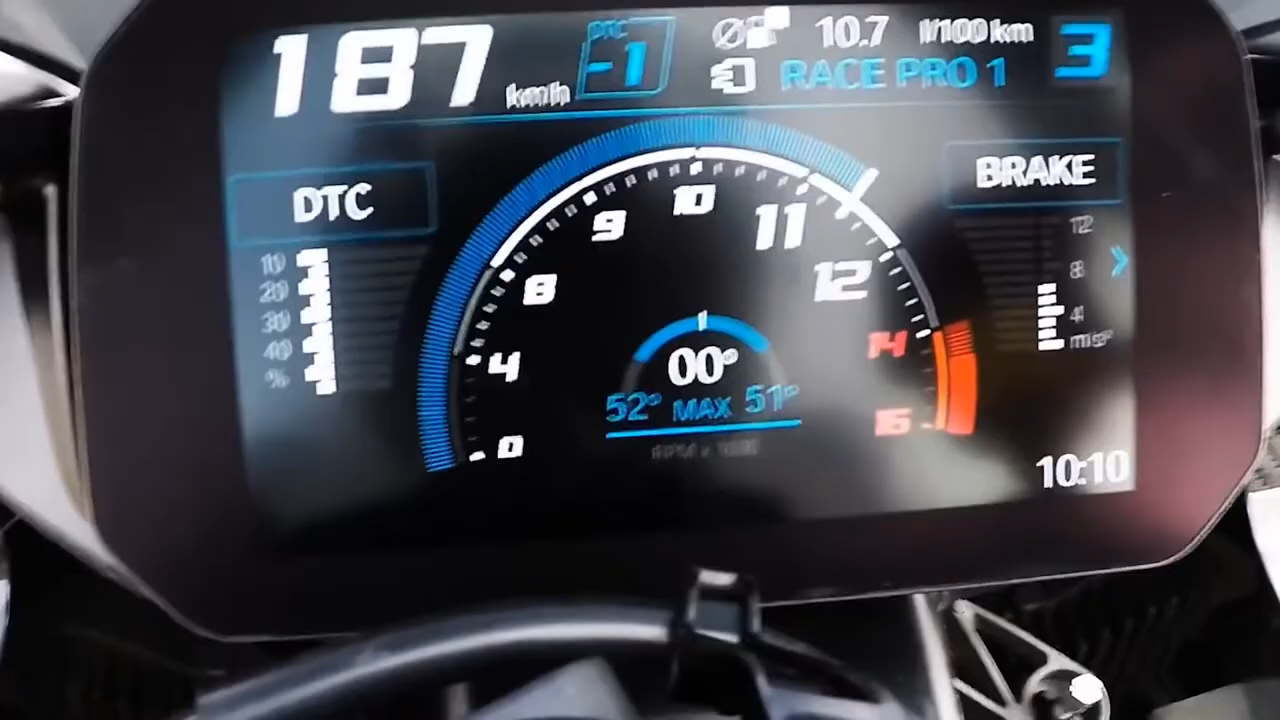 187 km/h
DTC
-1
10.7 l/100 km
RACE PRO 1
3
DTC
10
20
30
40
%
0
4
8
9
10
11
12
14
16
00°
52° MAX 51°
BRAKE
12
8
4
m/s²
10:10